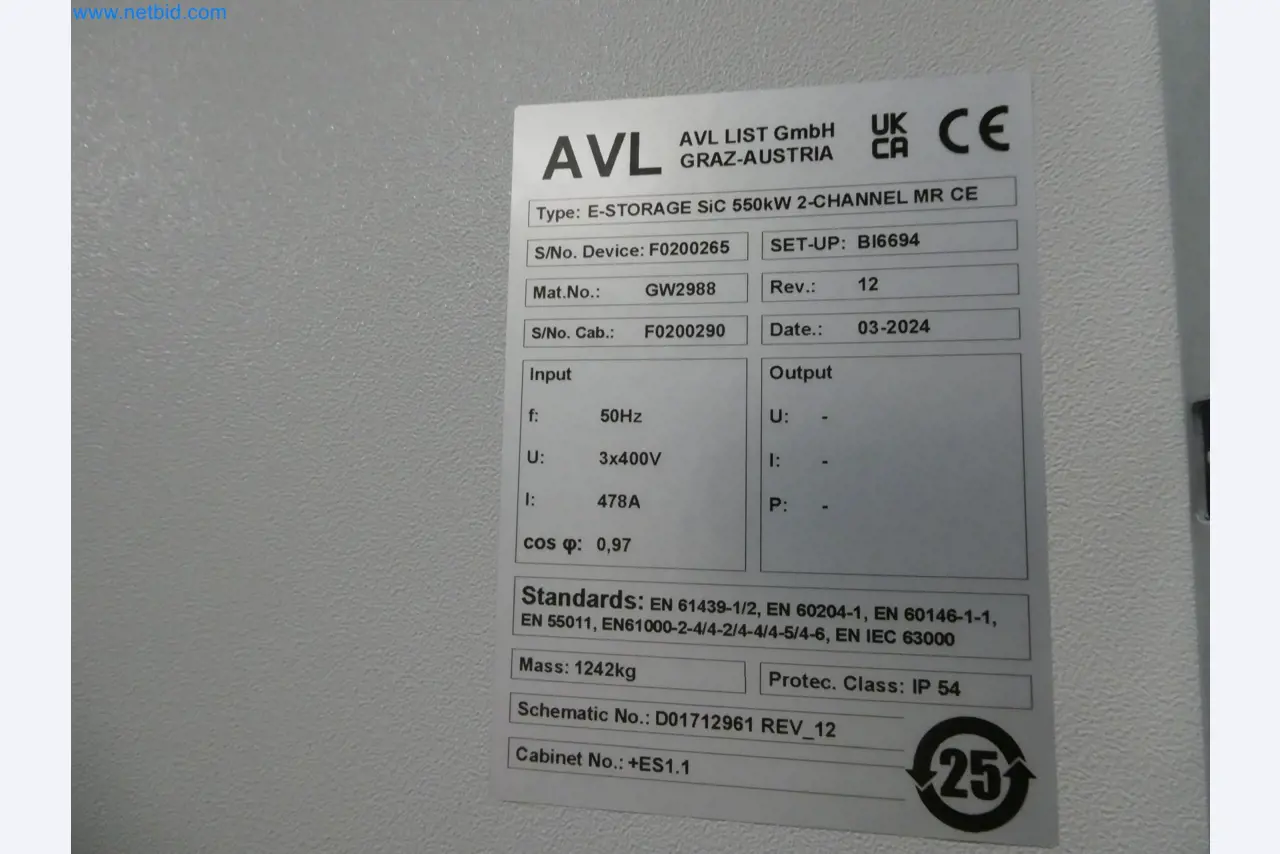 www.netbid.com
AVL
AVL LIST GmbH
GRAZ-AUSTRIA
UK
CA
CE
Type: E-STORAGE SiC 550kW 2-CHANNEL MR CE
S/No. Device: F0200265
SET-UP: BI6694
Mat.No.: GW2988
Rev.: 12
S/No. Cab.: F0200290
Date.: 03-2024
Input
f: 50Hz
U: 3x400V
I: 478A
cos φ: 0,97
Output
U: -
I: -
P: -
Standards: EN 61439-1/2, EN 60204-1, EN 60146-1-1,
EN 55011, EN61000-2-4/4-2/4-4/4-5/4-6, EN IEC 63000
Mass: 1242kg
Protec. Class: IP 54
Schematic No.: D01712961 REV_12
Cabinet No.: +ES1.1
25